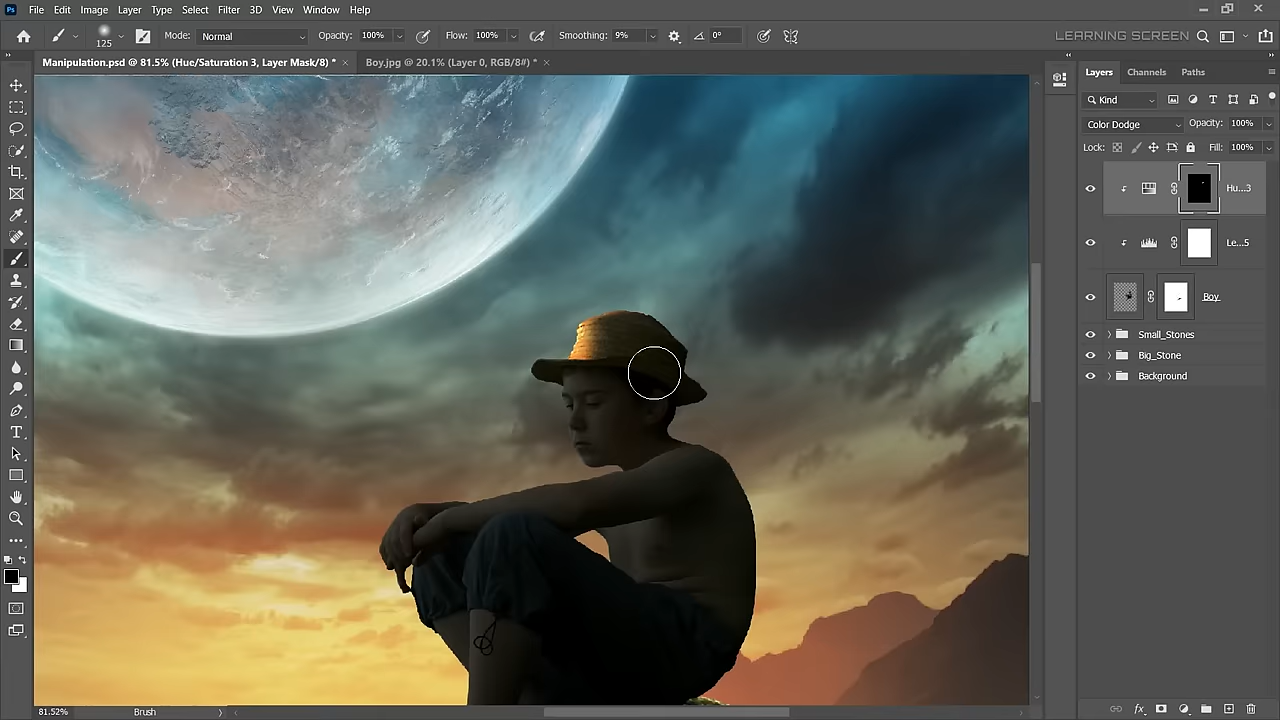 Ps File Edit Image Layer Type Select Filter 3D View Window Help
125 Mode: Normal Opacity: 100% Flow: 100% Smoothing: 9% 0° LEARNING SCREEN
Manipulation.psd @ 81.5% (Hue/Saturation 3, Layer Mask/8) * × Boy.jpg @ 20.1% (Layer 0, RGB/8#) * ×
Layers Channels Paths
Kind
Color Dodge Opacity: 100%
Lock: Fill: 100%
Hu...3
Le...5
Boy
Small_Stones
Big_Stone
Background
81.52% Brush